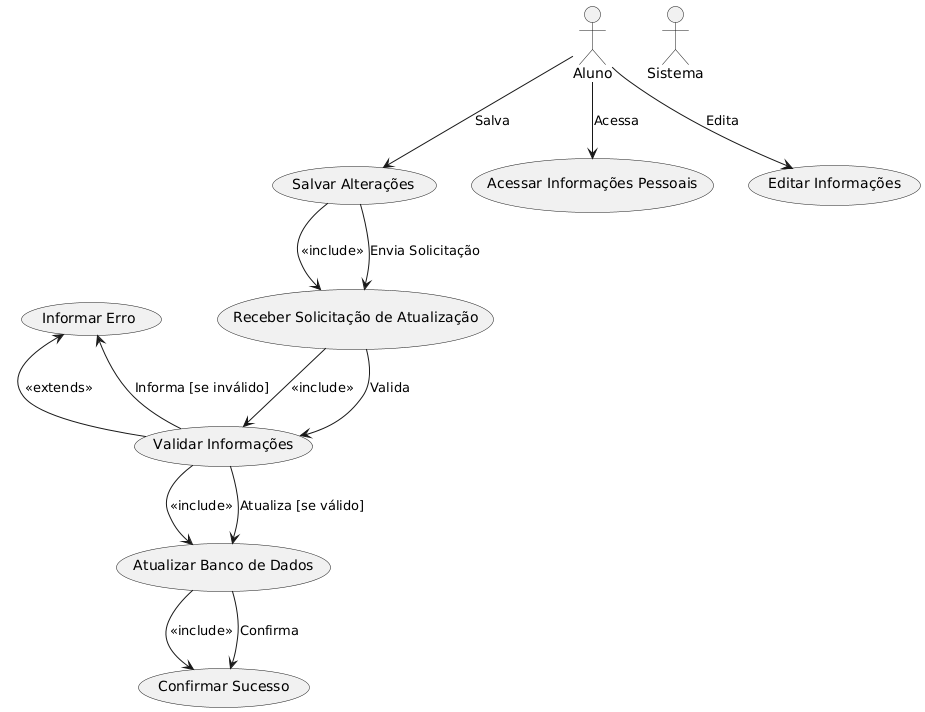 Aluno
Sistema
Salva
Acessa
Edita
Salvar Alterações
Acessar Informações Pessoais
Editar Informações
«include»
Envia Solicitação
Informar Erro
Receber Solicitação de Atualização
«extends»
Informa [se inválido]
«include»
Valida
Validar Informações
«include»
Atualiza [se válido]
Atualizar Banco de Dados
«include»
Confirma
Confirmar Sucesso